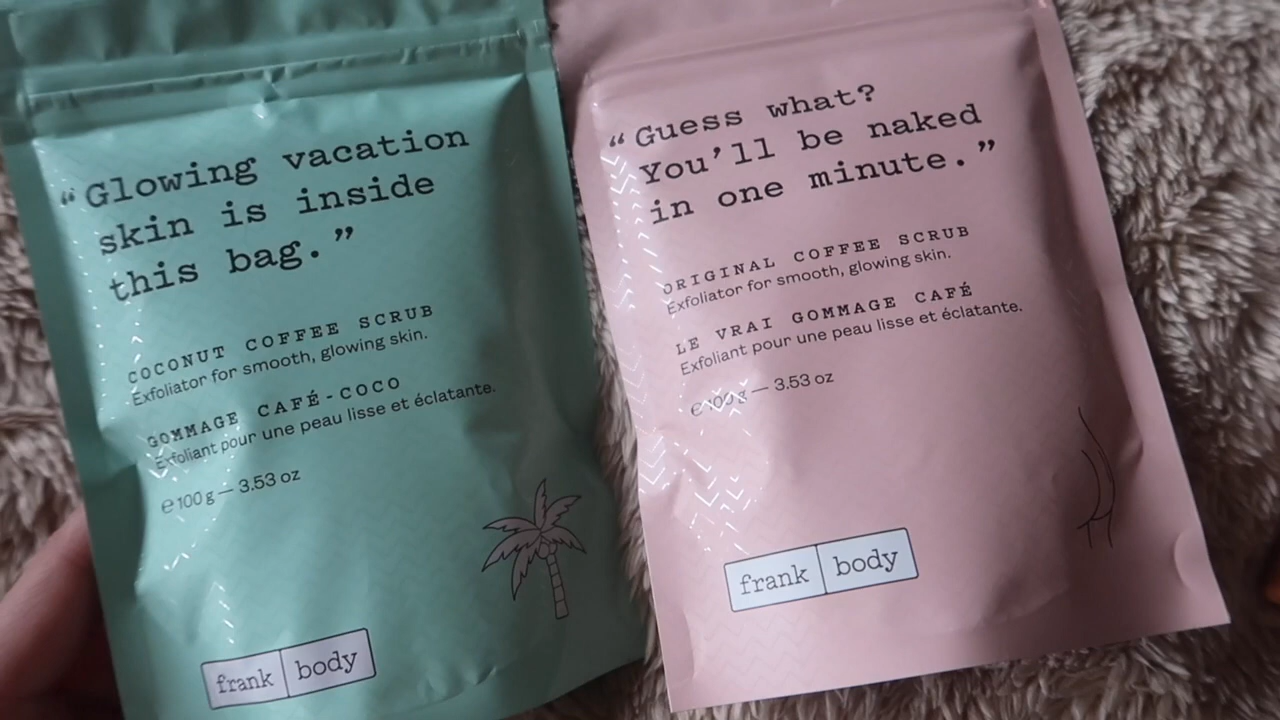 “Glowing vacation
skin is inside
this bag.”
COCONUT COFFEE SCRUB
Exfoliator for smooth, glowing skin.
GOMMAGE CAFÉ-COCO
Exfoliant pour une peau lisse et éclatante.
℮ 100 g — 3.53 oz
frank body
“Guess what?
You’ll be naked
in one minute.”
ORIGINAL COFFEE SCRUB
Exfoliator for smooth, glowing skin.
LE VRAI GOMMAGE CAFÉ
Exfoliant pour une peau lisse et éclatante.
℮ 100 g — 3.53 oz
frank body